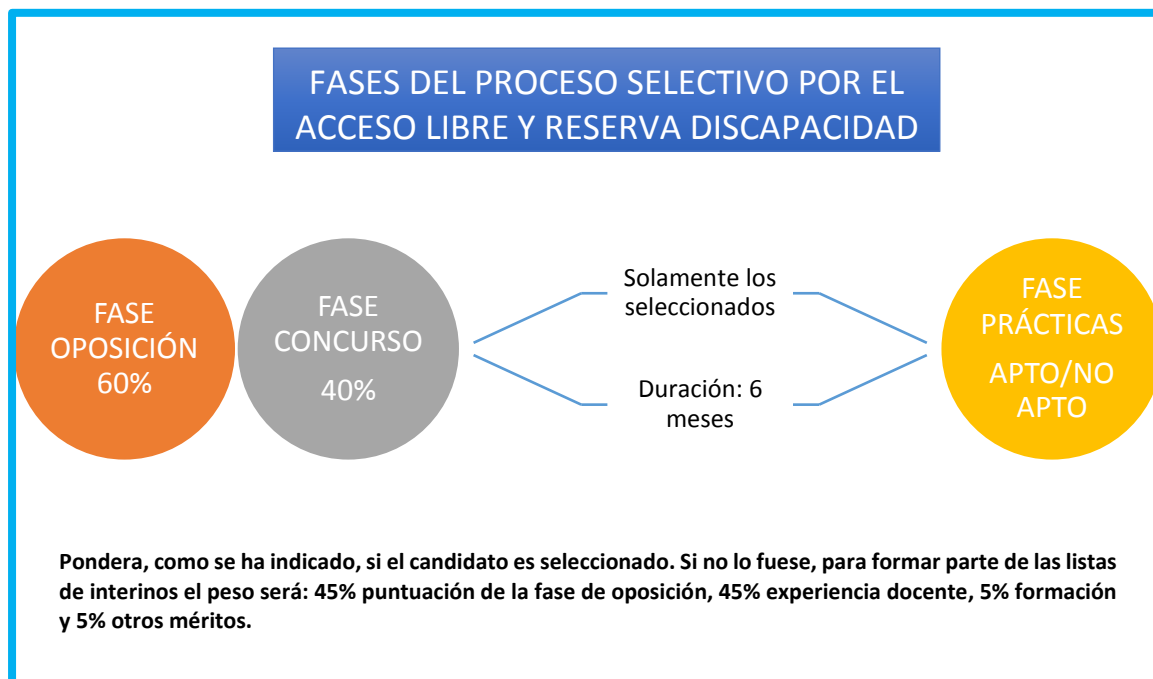 FASES DEL PROCESO SELECTIVO POR EL
ACCESO LIBRE Y RESERVA DISCAPACIDAD
FASE
OPOSICIÓN
60%
FASE
CONCURSO
40%
Solamente los
seleccionados
Duración: 6
meses
FASE
PRÁCTICAS
APTO/NO
APTO
Pondera, como se ha indicado, si el candidato es seleccionado. Si no lo fuese, para formar parte de las listas
de interinos el peso será: 45% puntuación de la fase de oposición, 45% experiencia docente, 5% formación
y 5% otros méritos.